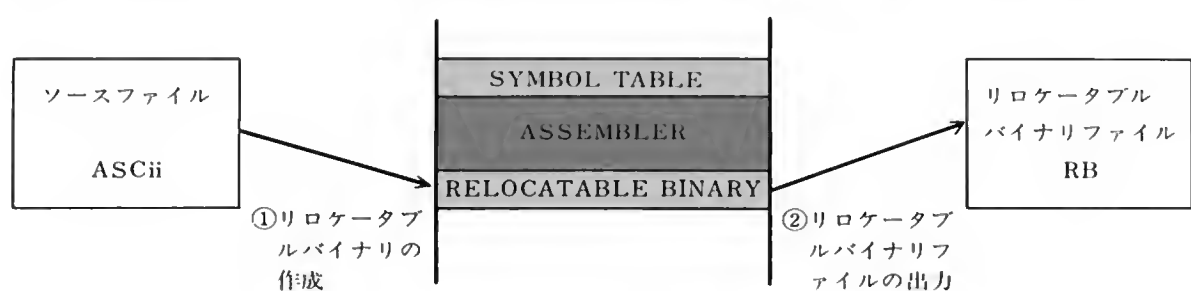 ソースファイル
ASCii
①リロケータブ
ルバイナリの
作成
SYMBOL TABLE
ASSEMBLER
RELOCATABLE BINARY
②リロケータブ
ルバイナリフ
ァイルの出力
リロケータブル
バイナリファイル
RB